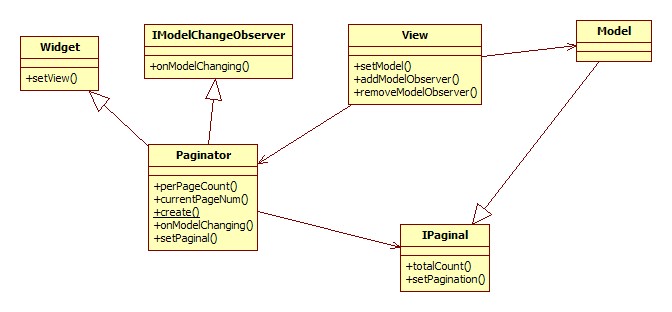 Widget
+setView()
IModelChangeObserver
+onModelChanging()
View
+setModel()
+addModelObserver()
+removeModelObserver()
Model
Paginator
+perPageCount()
+currentPageNum()
+create()
+onModelChanging()
+setPaginal()
IPaginal
+totalCount()
+setPagination()